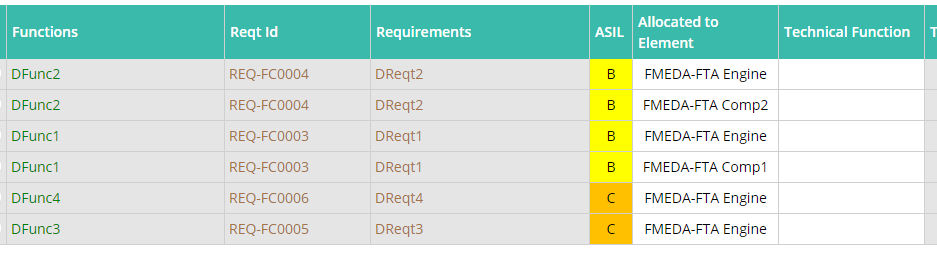 Functions Reqt Id Requirements ASIL Allocated to Element Technical Function T
DFunc2 REQ-FC0004 DReqt2 B FMEDA-FTA Engine
DFunc2 REQ-FC0004 DReqt2 B FMEDA-FTA Comp2
DFunc1 REQ-FC0003 DReqt1 B FMEDA-FTA Engine
DFunc1 REQ-FC0003 DReqt1 B FMEDA-FTA Comp1
DFunc4 REQ-FC0006 DReqt4 C FMEDA-FTA Engine
DFunc3 REQ-FC0005 DReqt3 C FMEDA-FTA Engine